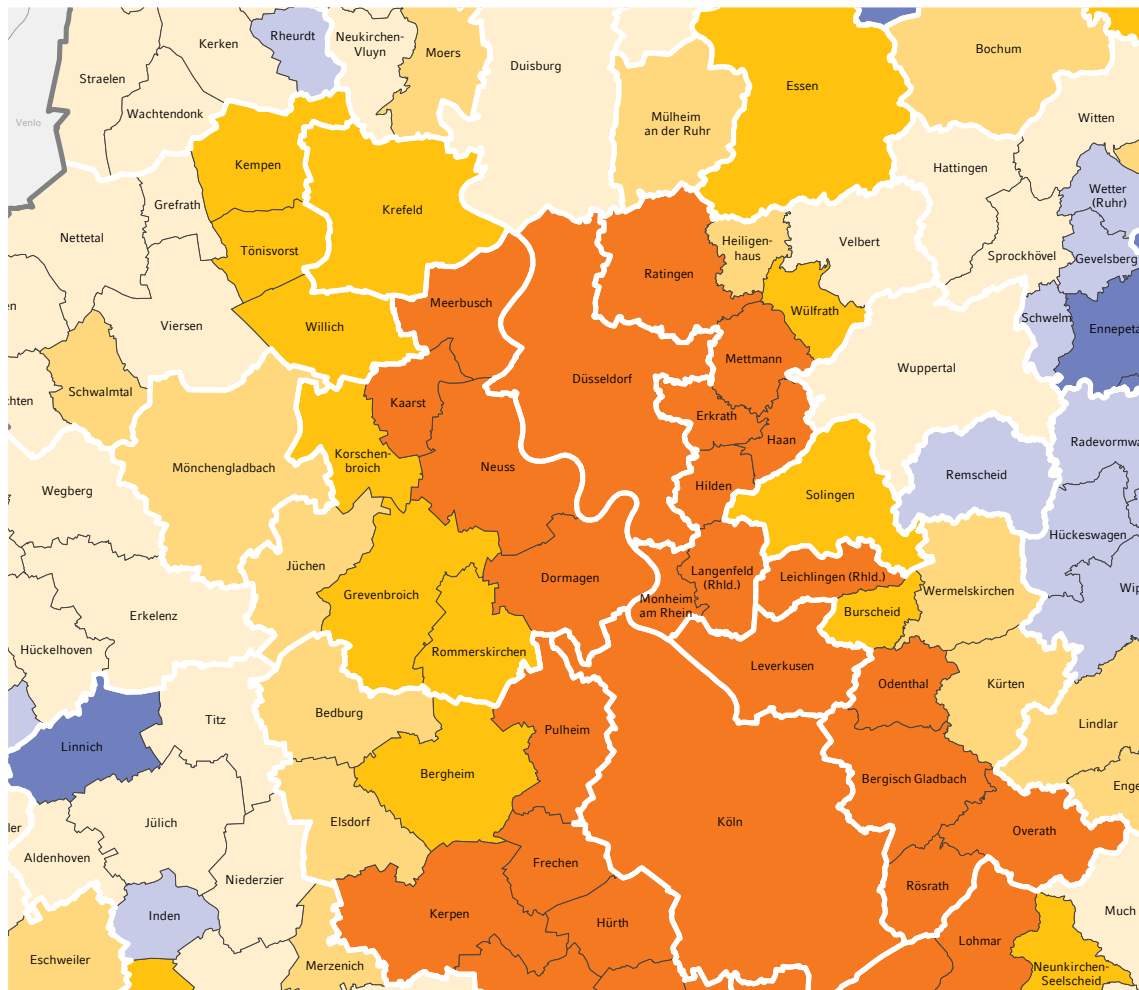 Kerken
Rheurdt
Neukirchen-
Vluyn
Moers
Duisburg
Essen
Bochum
Straelen
Wachtendonk
Venlo
Mülheim
an der Ruhr
Witten
Kempen
Hattingen
Wetter
(Ruhr)
Grefrath
Krefeld
Nettetal
Tönisvorst
Heiligen-
haus
Velbert
Sprockhövel
Gevelsberg
Ratingen
en
Meerbusch
Wülfrath
Viersen
Willich
Schwelm
Ennepeta
Mettmann
Wuppertal
Düsseldorf
Schwalmtal
chten
Kaarst
Erkrath
Haan
Radevormwa
Korschen-
broich
Mönchengladbach
Neuss
Remscheid
Wegberg
Hilden
Solingen
Hückeswagen
Jüchen
Dormagen
Langenfeld
(Rhld.)
Leichlingen (Rhld.)
Wip
Grevenbroich
Monheim
am Rhein
Burscheid
Wermelskirchen
Erkelenz
Hückelhoven
Rommerskirchen
Leverkusen
Odenthal
Kürten
Titz
Bedburg
Pulheim
Lindlar
Linnich
Bergheim
Bergisch Gladbach
Enge
Jülich
Elsdorf
Köln
Overath
ler
Aldenhoven
Frechen
Niederzier
Rösrath
Inden
Kerpen
Hürth
Much
Eschweiler
Merzenich
Lohmar
Neunkirchen-
Seelscheid